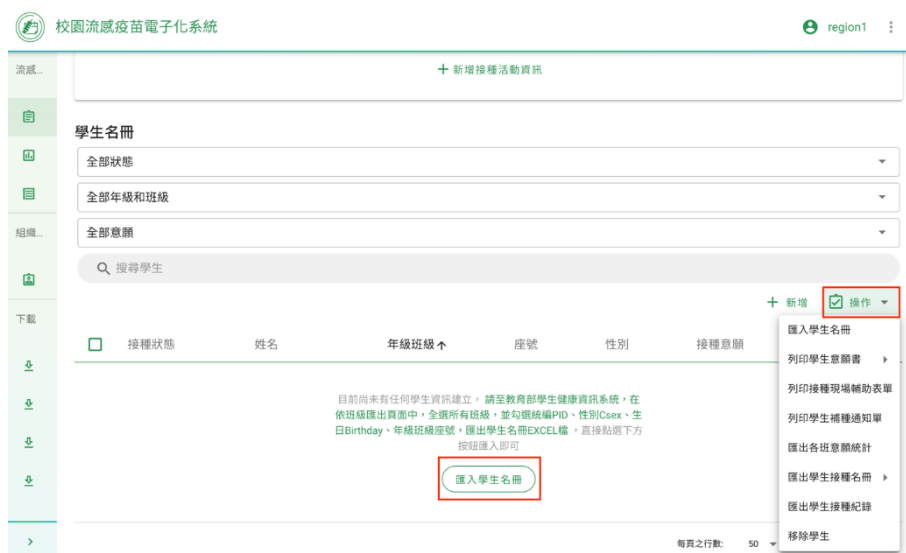 校園流感疫苗電子化系統
region1
流感...
新增接種活動資訊
學生名冊
全部狀態
全部年級和班級
全部意願
組織...
搜尋學生
新增
操作
下載
匯入學生名冊
接種狀態
姓名
年級班級
座號
性別
接種意願
列印學生意願書
列印接種現場輔助表單
列印學生補種通知單
匯出各班意願統計
匯出學生接種名冊
匯出學生接種紀錄
移除學生
目前尚未有任何學生資訊建立， 請至教育部學生健康資訊系統，在
依班級匯出頁面中，全選所有班級，並勾選統編PID、性別Csex、生
日Birthday、年級班級座號，匯出學生名冊EXCEL檔 ，直接點選下方
按鈕匯入即可
匯入學生名冊
每頁之行數:
50